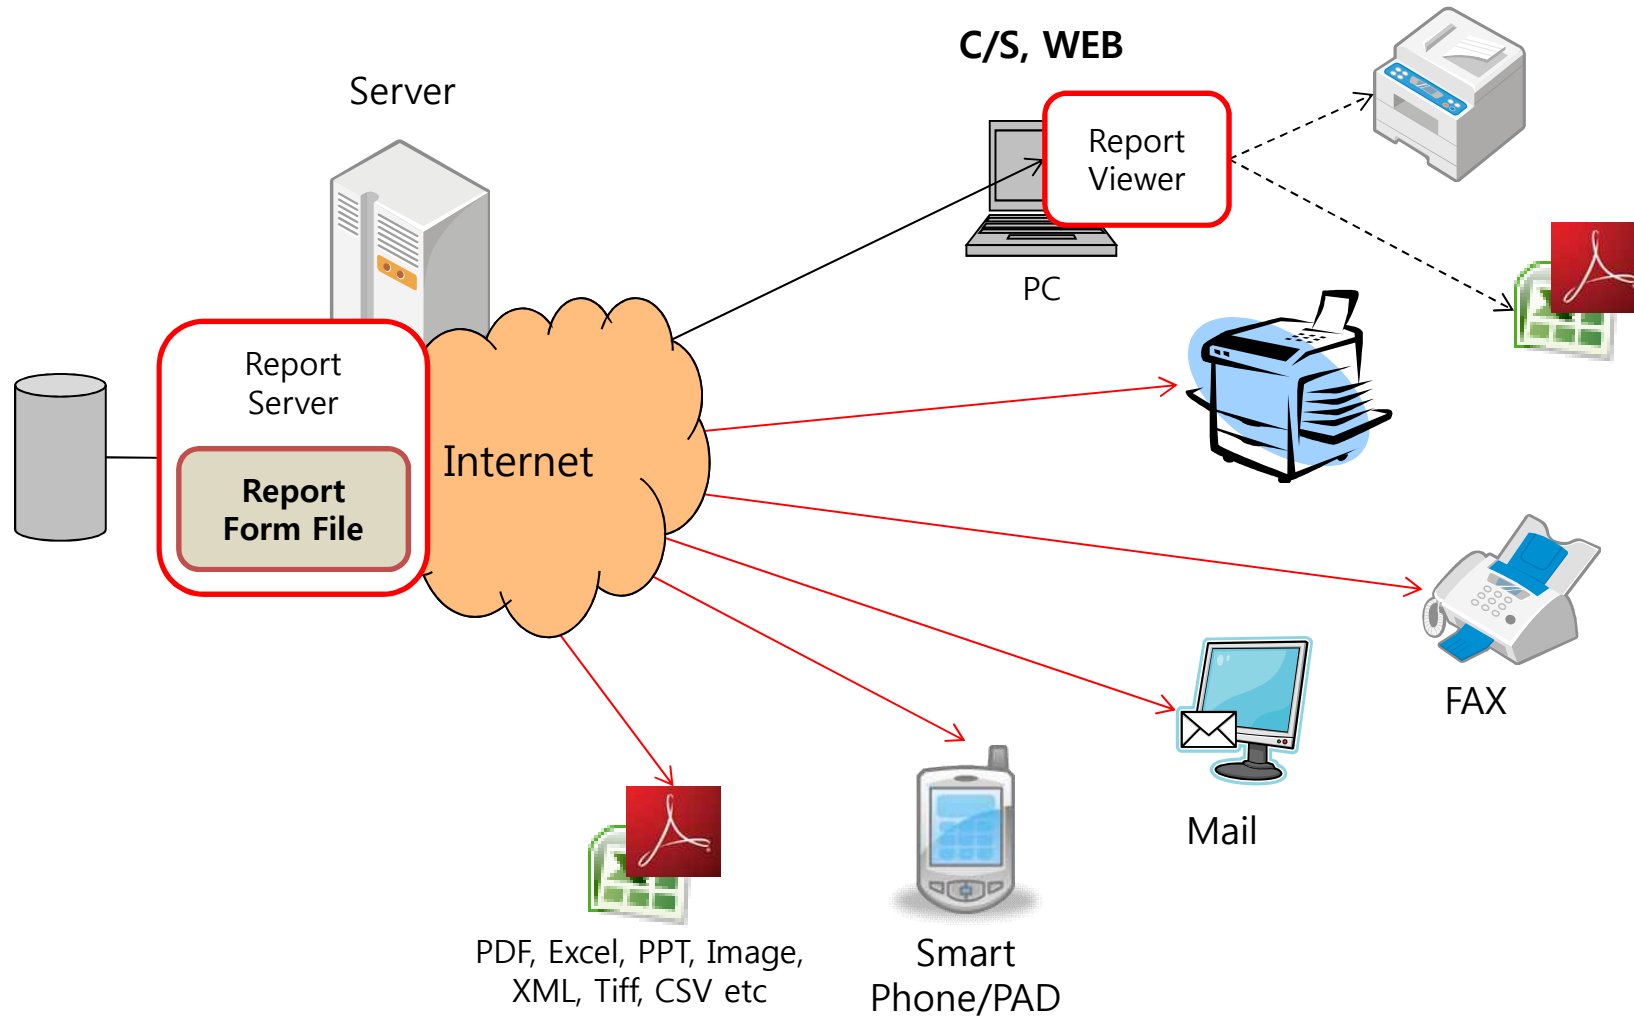 C/S, WEB
Server
Report
Viewer
PC
Report
Server
Internet
Report
Form File
FAX
Mail
PDF, Excel, PPT, Image,
XML, Tiff, CSV etc
Smart
Phone/PAD